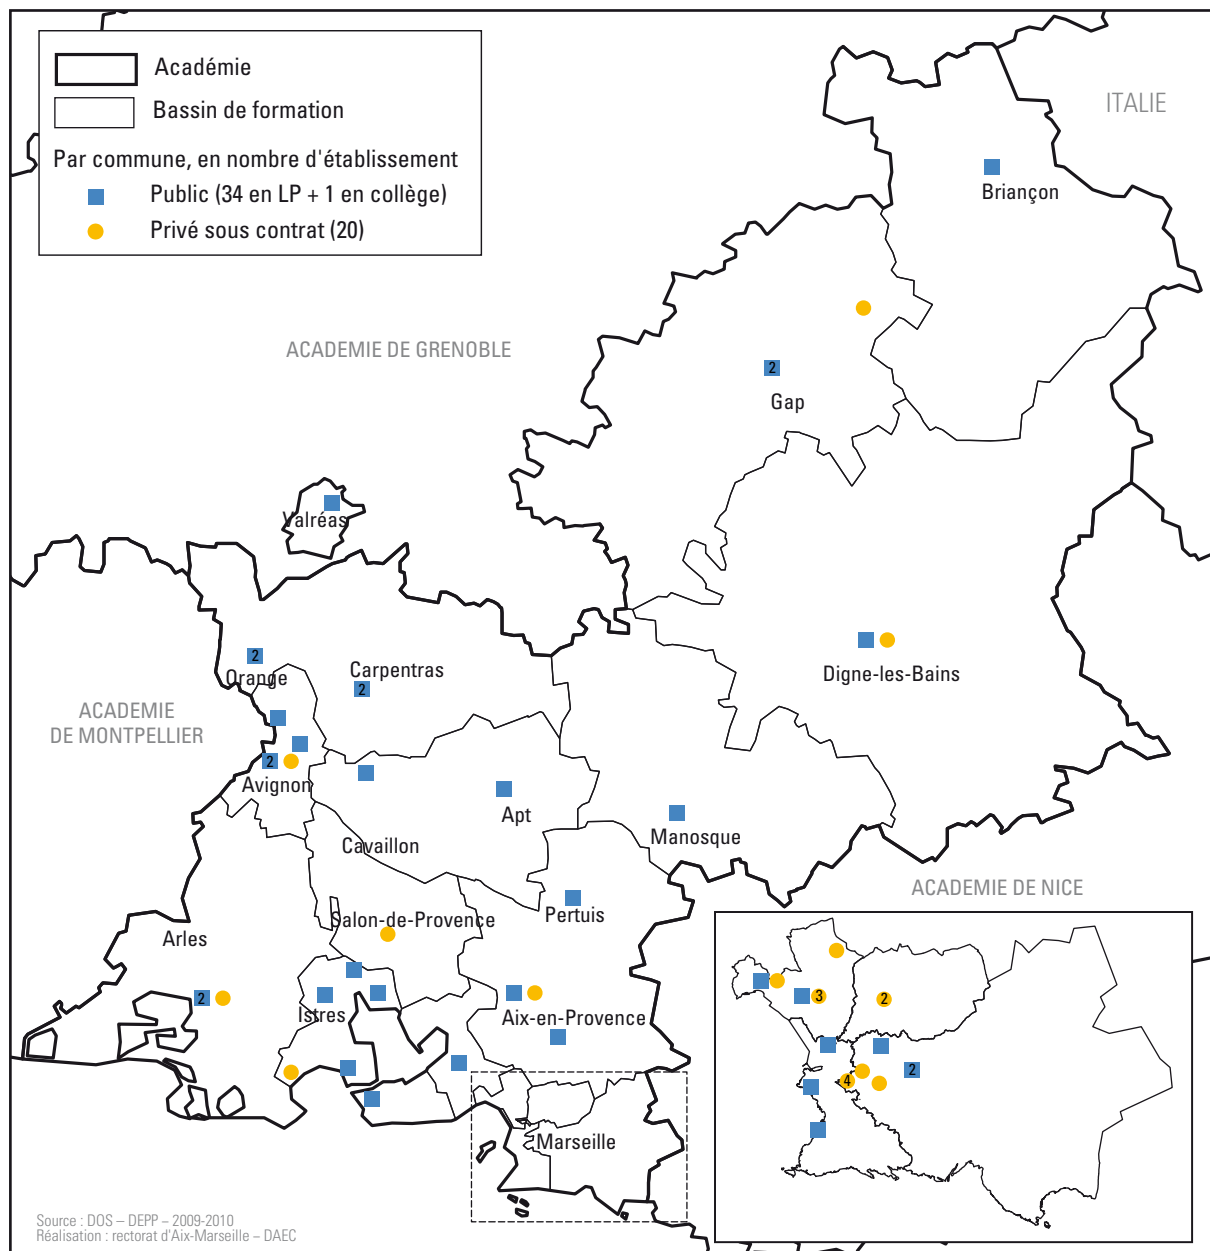 Académie
Bassin de formation
Par commune, en nombre d'établissement
Public (34 en LP + 1 en collège)
Privé sous contrat (20)
ITALIE
Briançon
ACADEMIE DE GRENOBLE
2
Gap
Valréas
2
Orange
Carpentras
2
Digne-les-Bains
ACADEMIE
DE MONTPELLIER
2
Avignon
Apt
Manosque
Cavaillon
ACADEMIE DE NICE
Pertuis
Salon-de-Provence
Arles
2
Istres
Aix-en-Provence
3
2
2
4
Marseille
Source : DOS – DEPP – 2009-2010
Réalisation : rectorat d'Aix-Marseille – DAEC